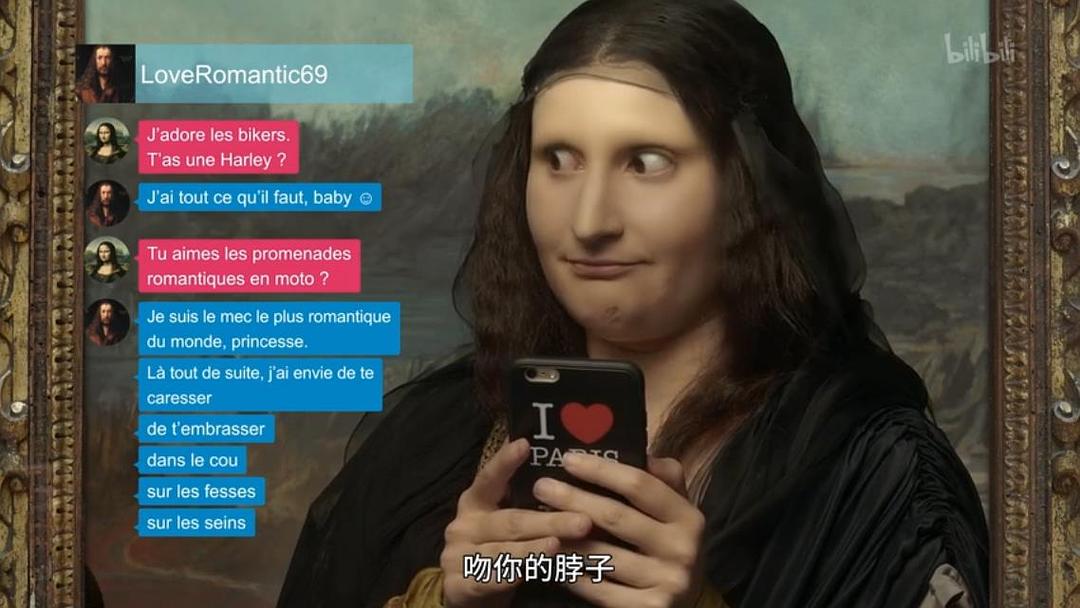 bilibili
LoveRomantic69
J'adore les bikers.
T'as une Harley ?
J'ai tout ce qu'il faut, baby ☺
Tu aimes les promenades
romantiques en moto ?
Je suis le mec le plus romantique
du monde, princesse.
Là tout de suite, j'ai envie de te
caresser
de t'embrasser
dans le cou
sur les fesses
sur les seins
I ❤
PARIS
吻你的脖子